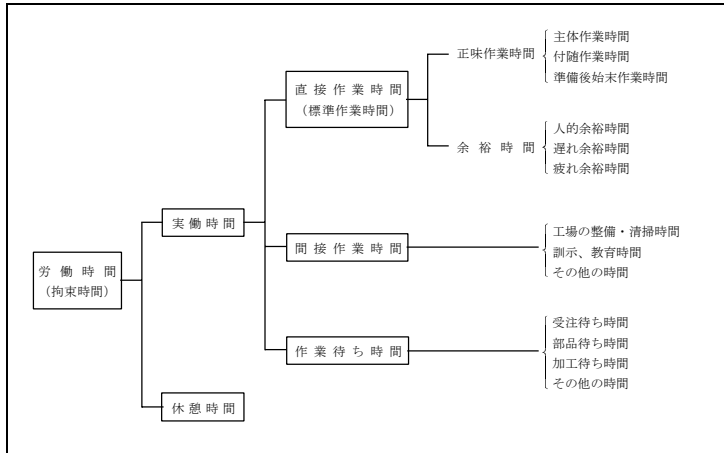 正味作業時間
主体作業時間
付随作業時間
準備後始末作業時間
直接作業時間
(標準作業時間)
余裕時間
人的余裕時間
遅れ余裕時間
疲れ余裕時間
実働時間
間接作業時間
工場の整備・清掃時間
訓示、教育時間
その他の時間
労働時間
(拘束時間)
作業待ち時間
受注待ち時間
部品待ち時間
加工待ち時間
その他の時間
休憩時間